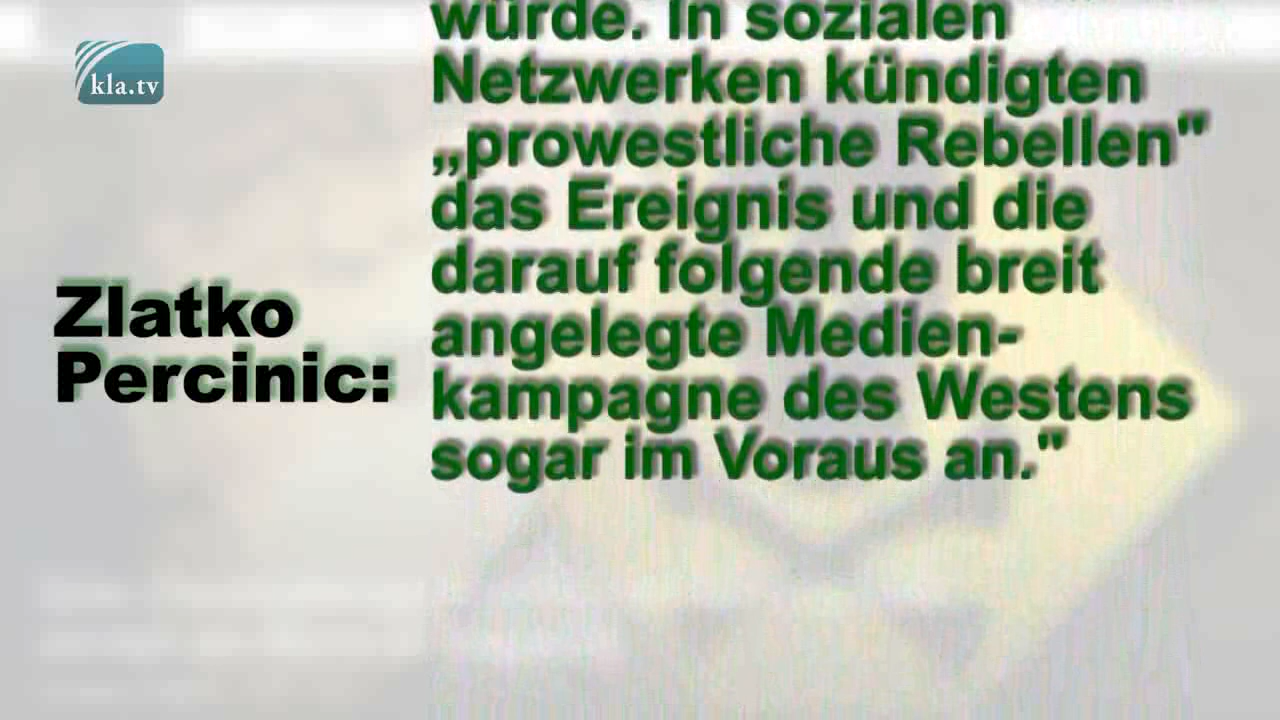 kla.tv
würde. In sozialen
Netzwerken kündigten
„prowestliche Rebellen"
das Ereignis und die
darauf folgende breit
angelegte Medien-
kampagne des Westens
sogar im Voraus an."
Zlatko
Percinic: